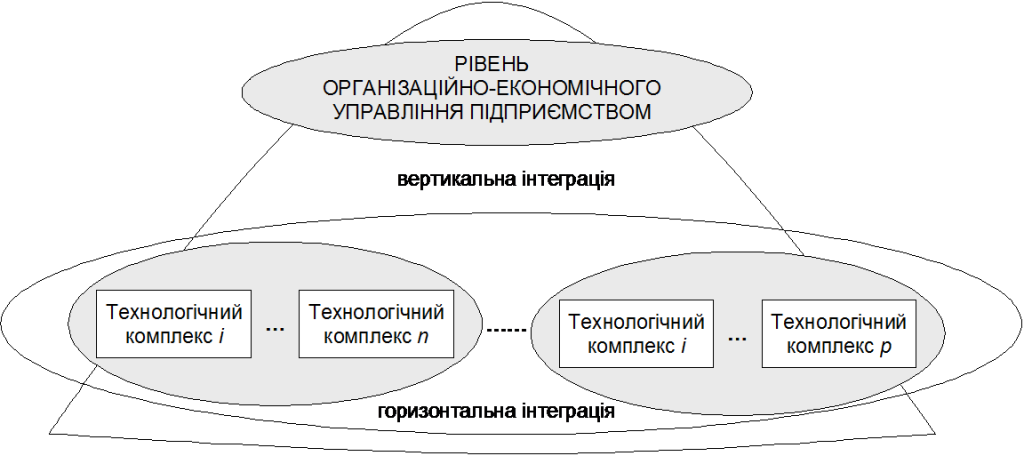 РІВЕНЬ
ОРГАНІЗАЦІЙНО-ЕКОНОМІЧНОГО
УПРАВЛІННЯ ПІДПРИЄМСТВОМ
вертикальна інтеграція
Технологічний
комплекс i
...
Технологічний
комплекс n
Технологічний
комплекс i
...
Технологічний
комплекс p
горизонтальна інтеграція